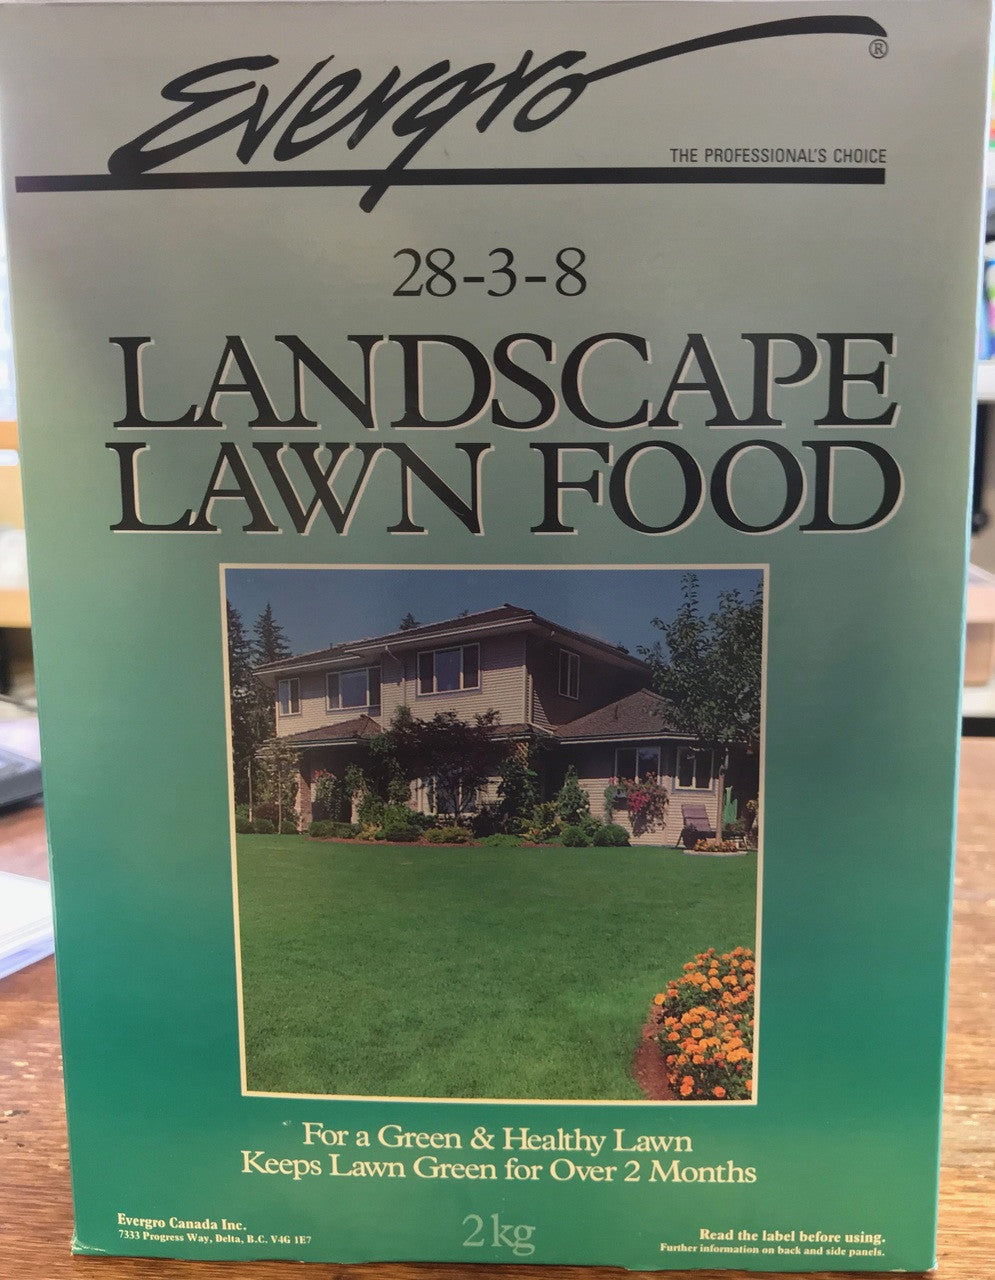 Evergro®
THE PROFESSIONAL'S CHOICE
28-3-8
LANDSCAPE
LAWN FOOD
For a Green & Healthy Lawn
Keeps Lawn Green for Over 2 Months
Evergro Canada Inc.
7333 Progress Way, Delta, B.C. V4G 1E7
2 kg
Read the label before using.
Further information on back and side panels.